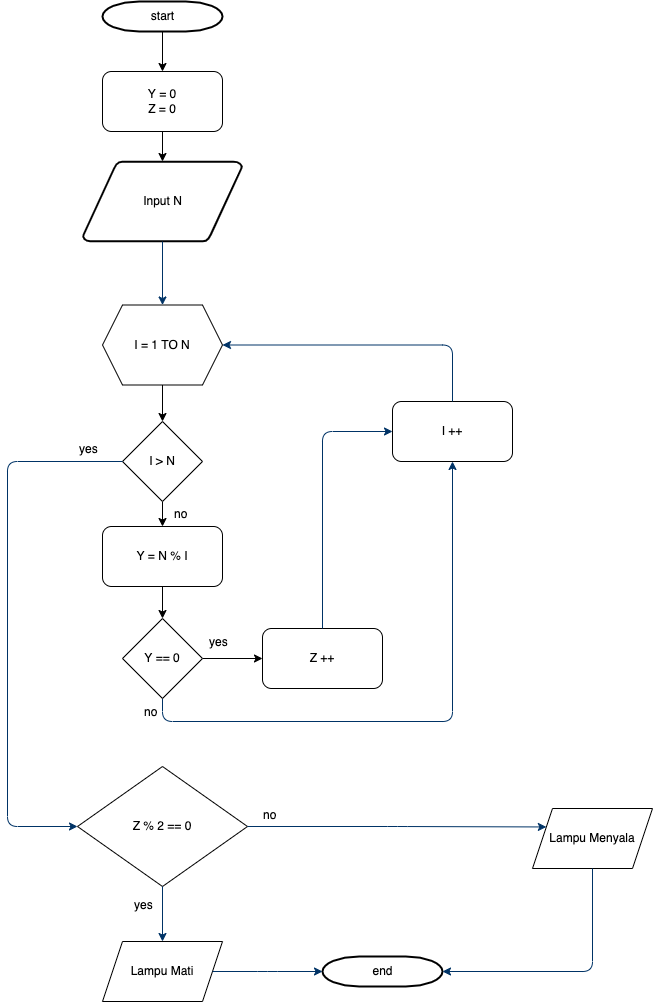 start
Y = 0
Z = 0
Input N
I = 1 TO N
I ++
yes
I > N
no
Y = N % I
yes
Y == 0
Z ++
no
no
Z % 2 == 0
Lampu Menyala
yes
Lampu Mati
end